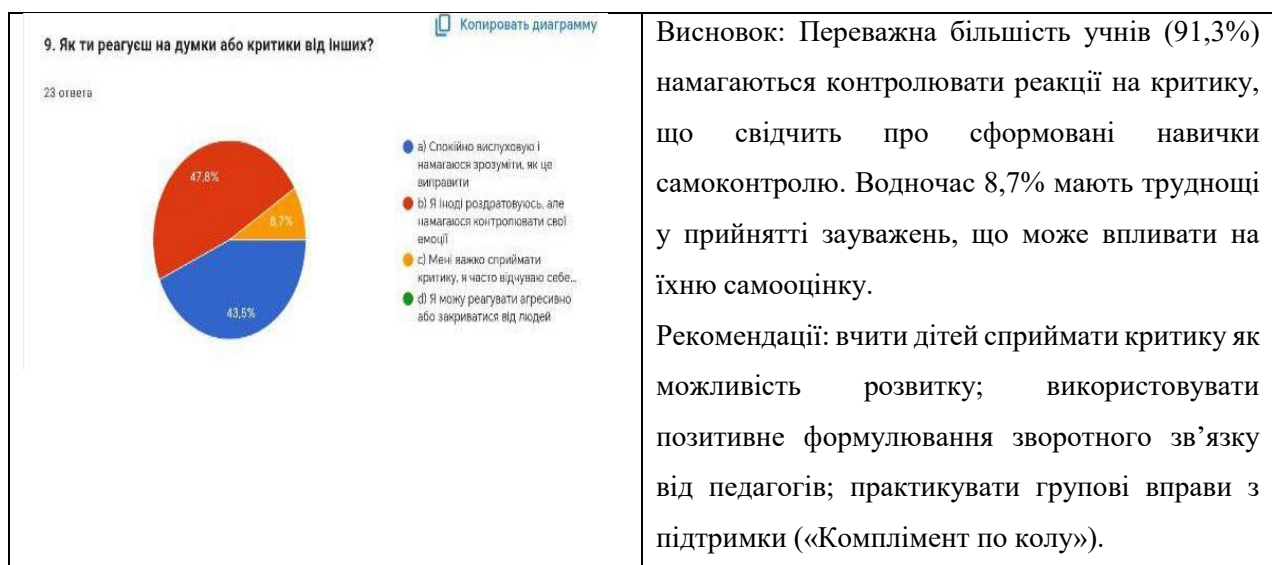 Копировать диаграмму
9. Як ти реагуєш на думки або критики від інших?
23 ответа
47,8%
8,7%
43,5%
a) Спокійно вислуховую і
намагаюся зрозуміти, як це
виправити
b) Я іноді роздратовуюсь, але
намагаюся контролювати свої
емоції
c) Мені важко сприймати
критику, я часто відчуваю себе...
d) Я можу реагувати агресивно
або закриватися від людей
Висновок: Переважна більшість учнів (91,3%)
намагаються контролювати реакції на критику,
що свідчить про сформовані навички
самоконтролю. Водночас 8,7% мають труднощі
у прийнятті зауважень, що може впливати на
їхню самооцінку.
Рекомендації: вчити дітей сприймати критику як
можливість розвитку; використовувати
позитивне формулювання зворотного зв’язку
від педагогів; практикувати групові вправи з
підтримки («Комплімент по колу»).